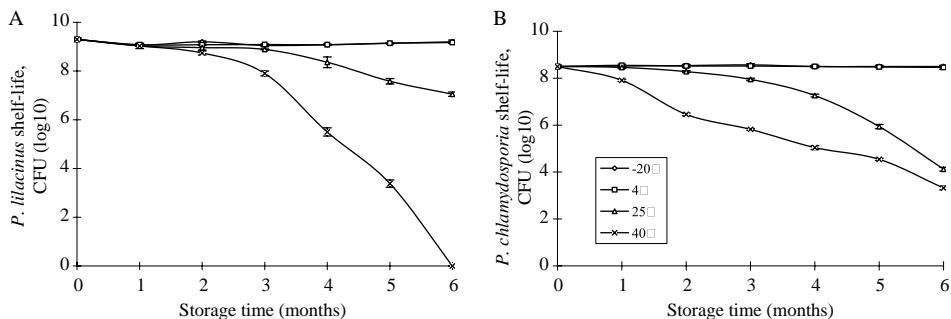 A
P. lilacinus shelf-life,
CFU (log10)
10
8
6
4
2
0
0 1 2 3 4 5 6
Storage time (months)
B
P. chlamydosporia shelf-life,
CFU (log10)
10
8
6
4
2
0
-20□
4□
25□
40□
0 1 2 3 4 5 6
Storage time (months)